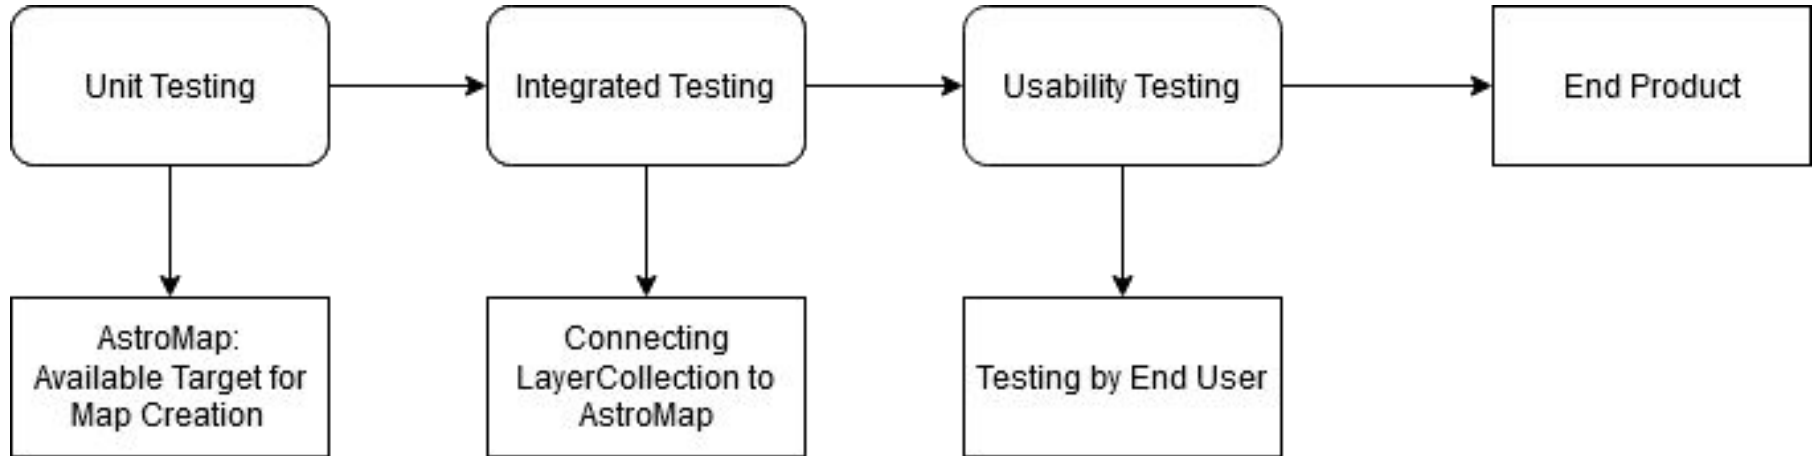 Unit Testing
Integrated Testing
Usability Testing
End Product
AstroMap:
Available Target for
Map Creation
Connecting
LayerCollection to
AstroMap
Testing by End User